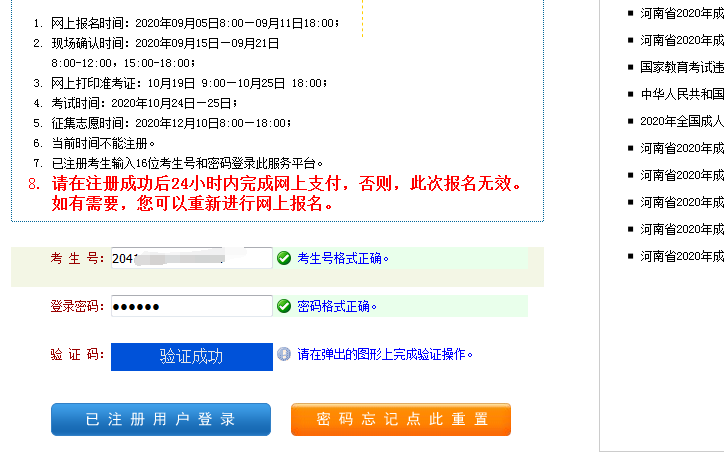 1. 网上报名时间：2020年09月05日8:00—09月11日18:00；
2. 现场确认时间：2020年09月15日—09月21日
8:00-12:00，15:00-18:00；
3. 网上打印准考证：10月19日 9:00—10月25日 18:00；
4. 考试时间：2020年10月24日—25日；
5. 征集志愿时间：2020年12月10日8:00—18:00；
6. 当前时间不能注册。
7. 已注册考生输入16位考生号和密码登录此服务平台。
8. 请在注册成功后24小时内完成网上支付，否则，此次报名无效。
如有需要，您可以重新进行网上报名。
考 生 号： 204 考生号格式正确。
登录密码： ●●●●●● 密码格式正确。
验 证 码： 验证成功 请在弹出的图形上完成验证操作。
已注册用户登录 密码忘记点此重置
■ 河南省2020年成
■ 河南省2020年成
■ 国家教育考试违
■ 中华人民共和国
■ 2020年全国成人
■ 河南省2020年成
■ 河南省2020年成
■ 河南省2020年成
■ 河南省2020年成
■ 河南省2020年成